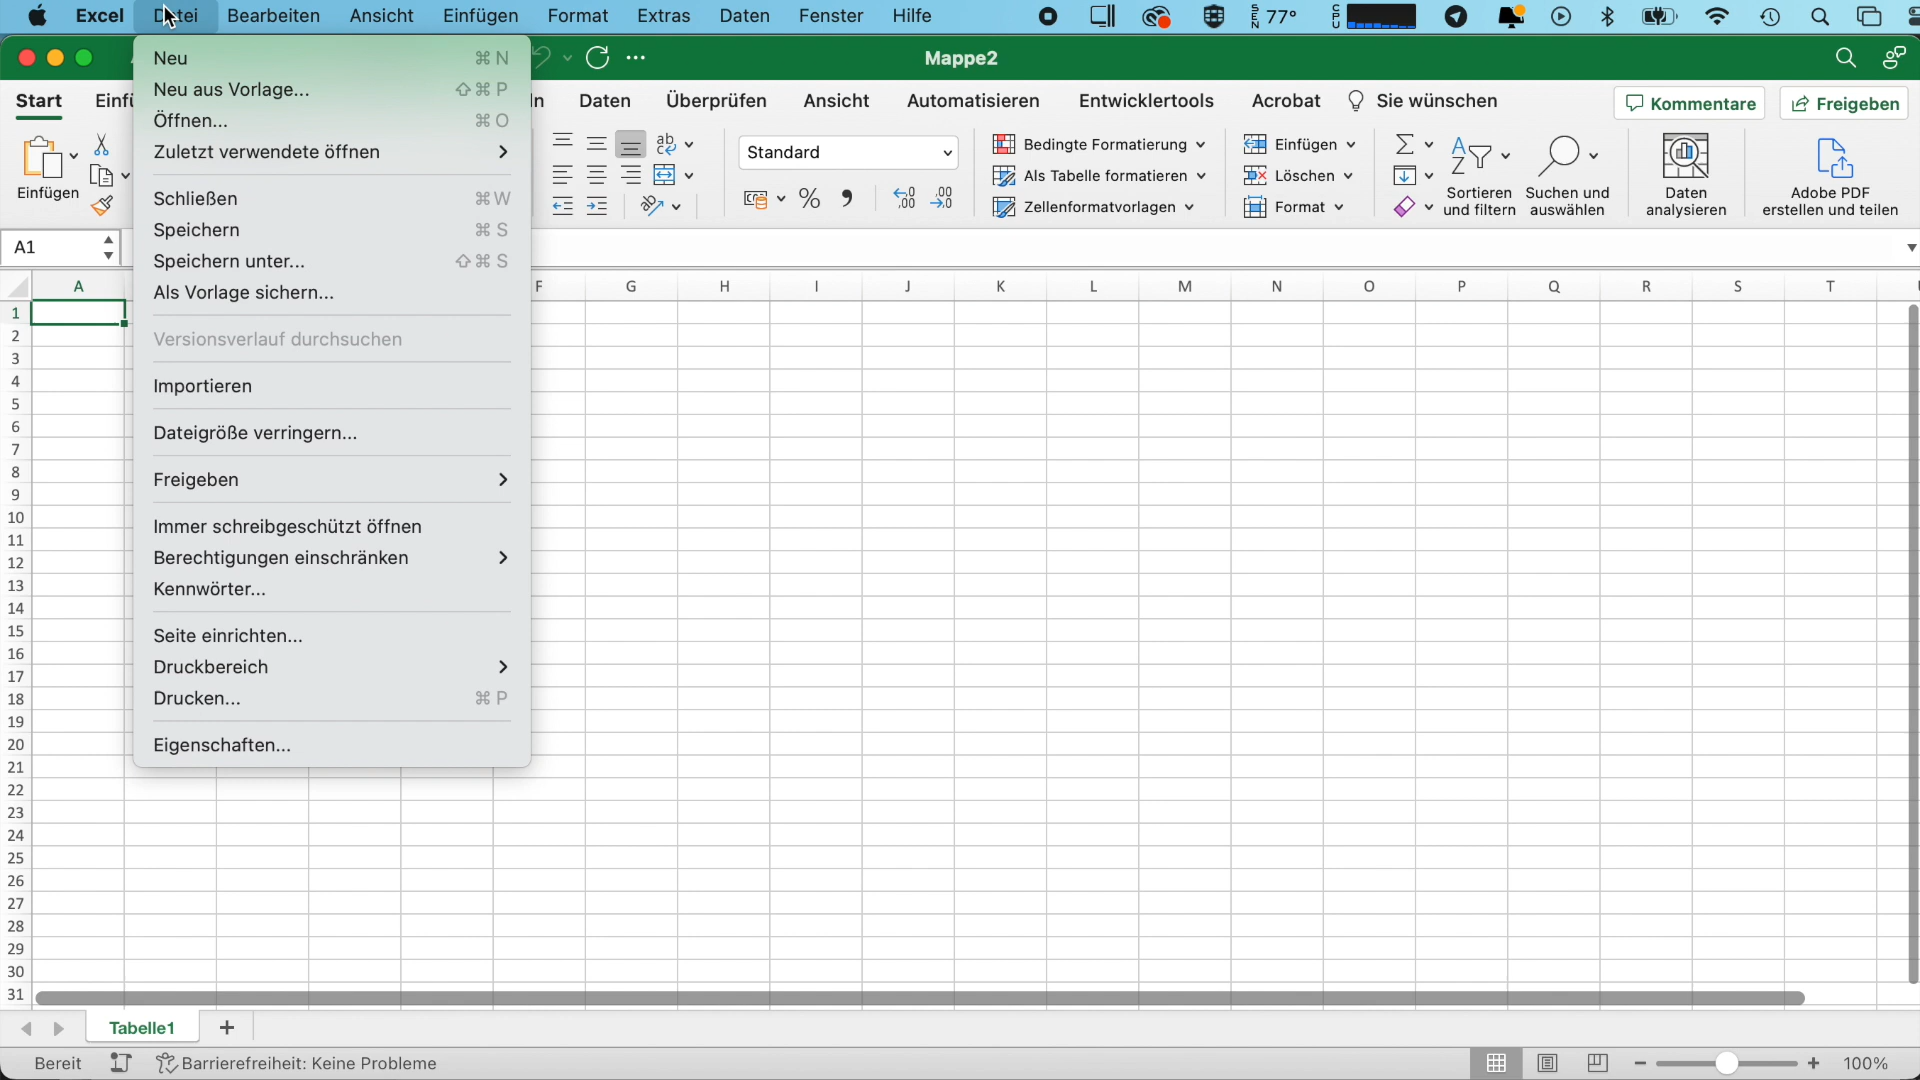 Excel Datei Bearbeiten Ansicht Einfügen Format Extras Daten Fenster Hilfe SEN 77° CPU
Mappe2
Neu ⌘ N
Neu aus Vorlage... ⇧ ⌘ P
Öffnen... ⌘ O
Zuletzt verwendete öffnen
Schließen ⌘ W
Speichern ⌘ S
Speichern unter... ⇧ ⌘ S
Als Vorlage sichern...
Versionsverlauf durchsuchen
Importieren
Dateigröße verringern...
Freigeben
Immer schreibgeschützt öffnen
Berechtigungen einschränken
Kennwörter...
Seite einrichten...
Druckbereich
Drucken... ⌘ P
Eigenschaften...
Start Einfü
Daten Überprüfen Ansicht Automatisieren Entwicklertools Acrobat Sie wünschen Kommentare Freigeben
Einfügen
Standard
Bedingte Formatierung
Als Tabelle formatieren
Zellenformatvorlagen
Einfügen
Löschen
Format
Sortieren
und filtern
Suchen und
auswählen
Daten
analysieren
Adobe PDF
erstellen und teilen
A1
A F G H I J K L M N O P Q R S T
1
2
3
4
5
6
7
8
9
10
11
12
13
14
15
16
17
18
19
20
21
22
23
24
25
26
27
28
29
30
31
Tabelle1 +
Bereit Barrierefreiheit: Keine Probleme 100%